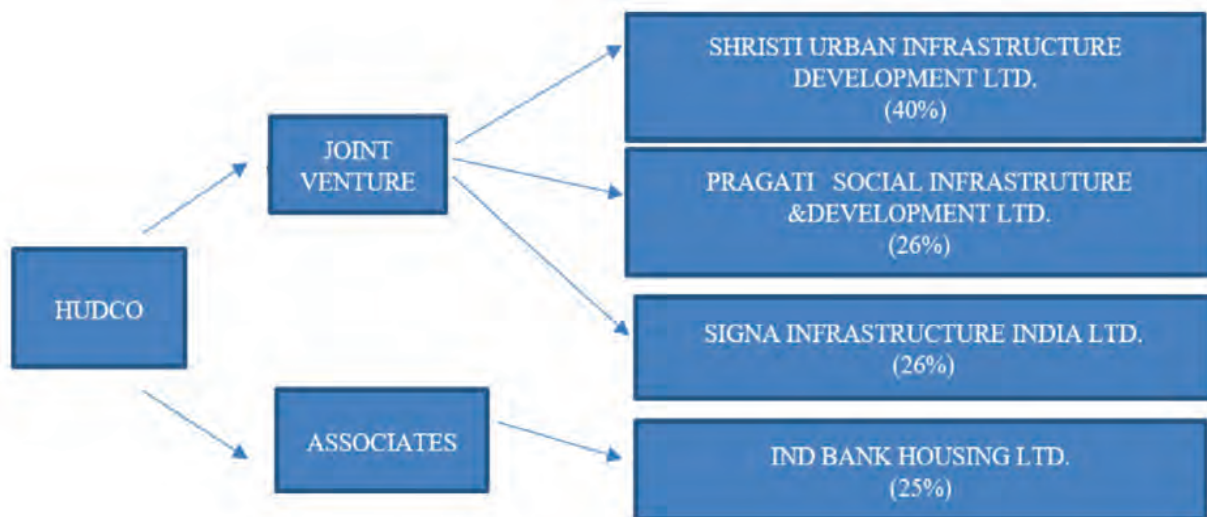 HUDCO
JOINT
VENTURE
ASSOCIATES
SHRISTI URBAN INFRASTRUCTURE
DEVELOPMENT LTD.
(40%)
PRAGATI SOCIAL INFRASTRUTURE
&DEVELOPMENT LTD.
(26%)
SIGNA INFRASTRUCTURE INDIA LTD.
(26%)
IND BANK HOUSING LTD.
(25%)